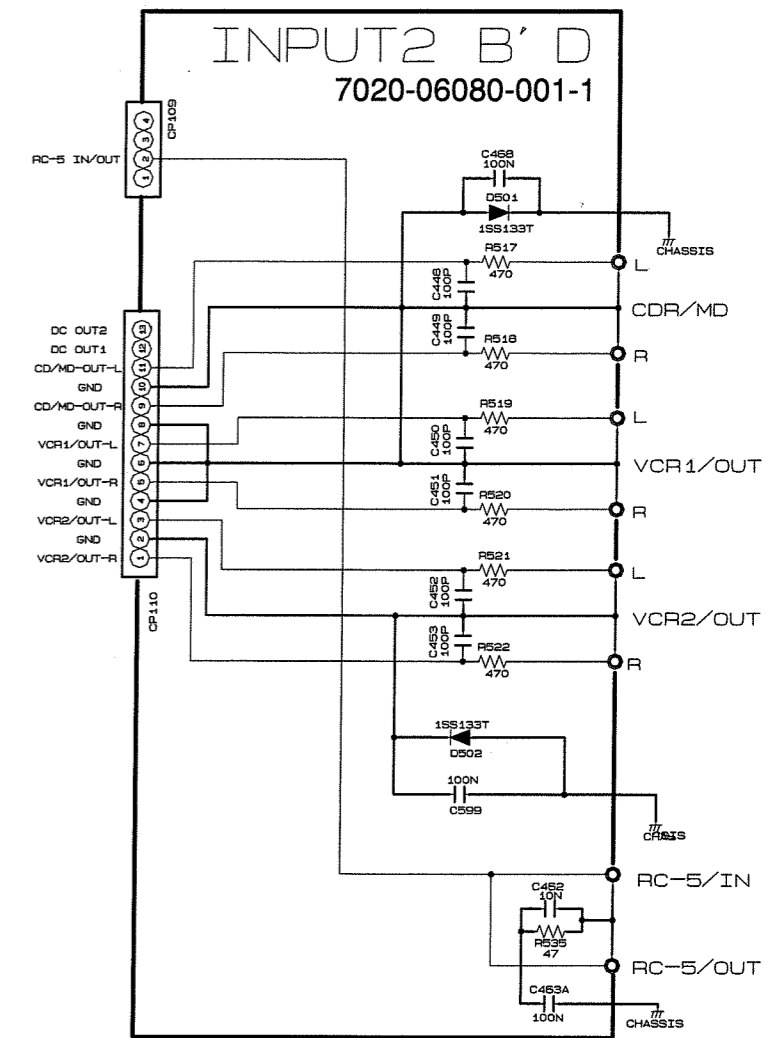 INPUT2 B'D
7020-06080-001-1
CP109
4
3
2
1
RC-5 IN/OUT
C468
100N
D501
1SS133T
CHASSIS
R517
470
L
C448
100P
CDR/MD
C449
100P
R518
470
R
DC OUT2
13
DC OUT1
12
CD/MD-OUT-L
11
GND
10
CD/MD-OUT-R
9
GND
8
VCR1/OUT-L
7
GND
6
VCR1/OUT-R
5
GND
4
VCR2/OUT-L
3
GND
2
VCR2/OUT-R
1
CP110
R519
470
L
C450
100P
VCR1/OUT
C451
100P
R520
470
R
R521
470
L
C452
100P
VCR2/OUT
C453
100P
R522
470
R
1SS133T
D502
100N
C599
RC-5/IN
C462
10N
R535
47
RC-5/OUT
C463A
100N
CHASSIS